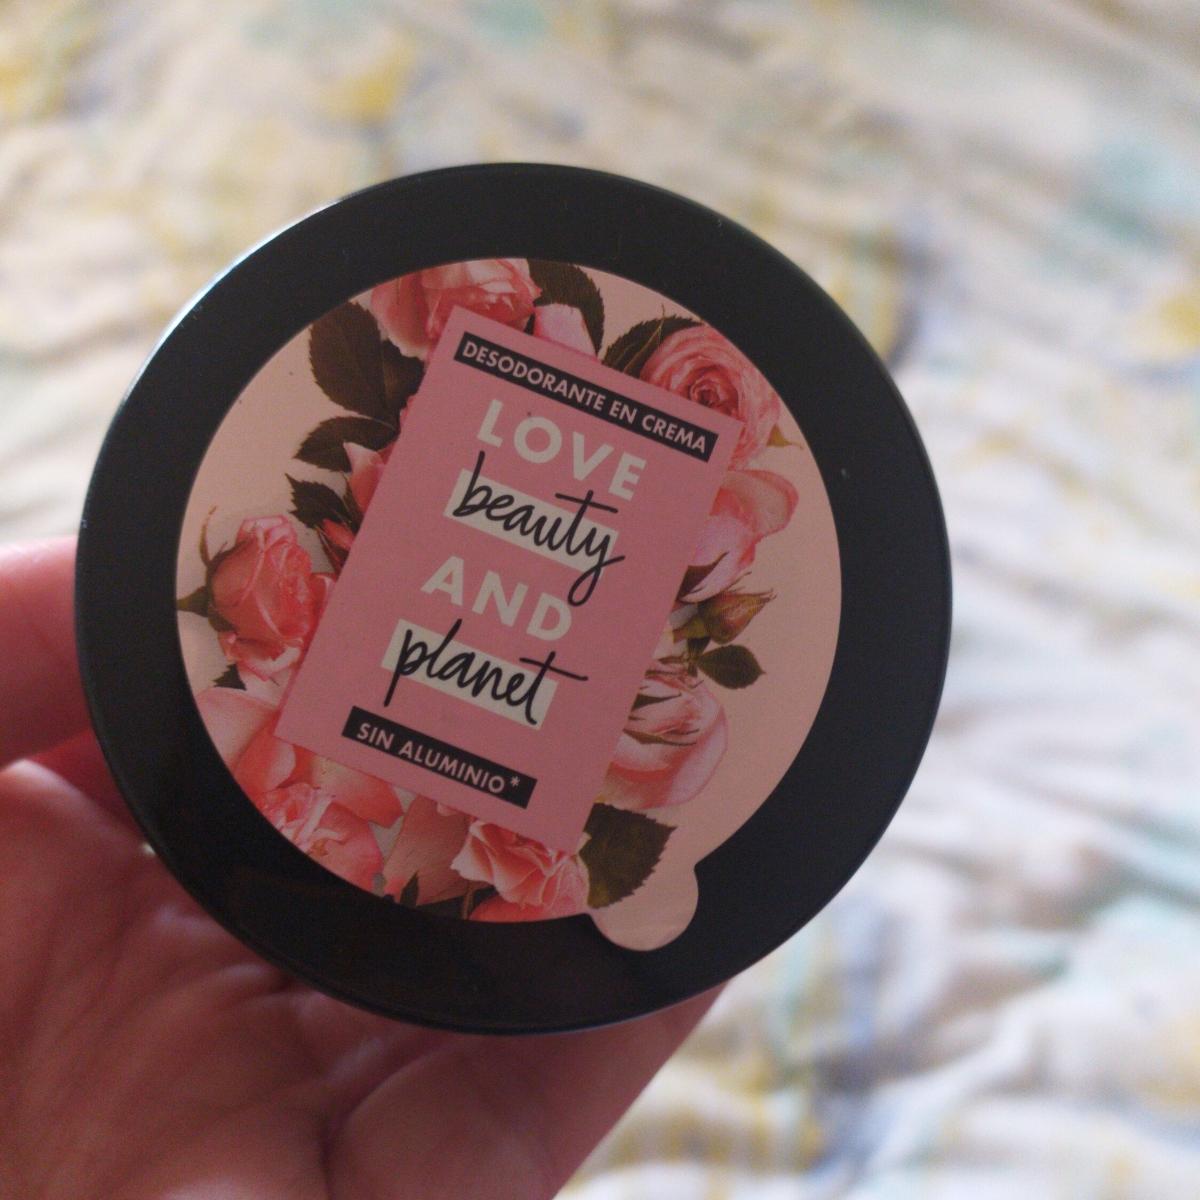 DESODORANTE EN CREMA
LOVE
beauty
AND
planet
SIN ALUMINIO*